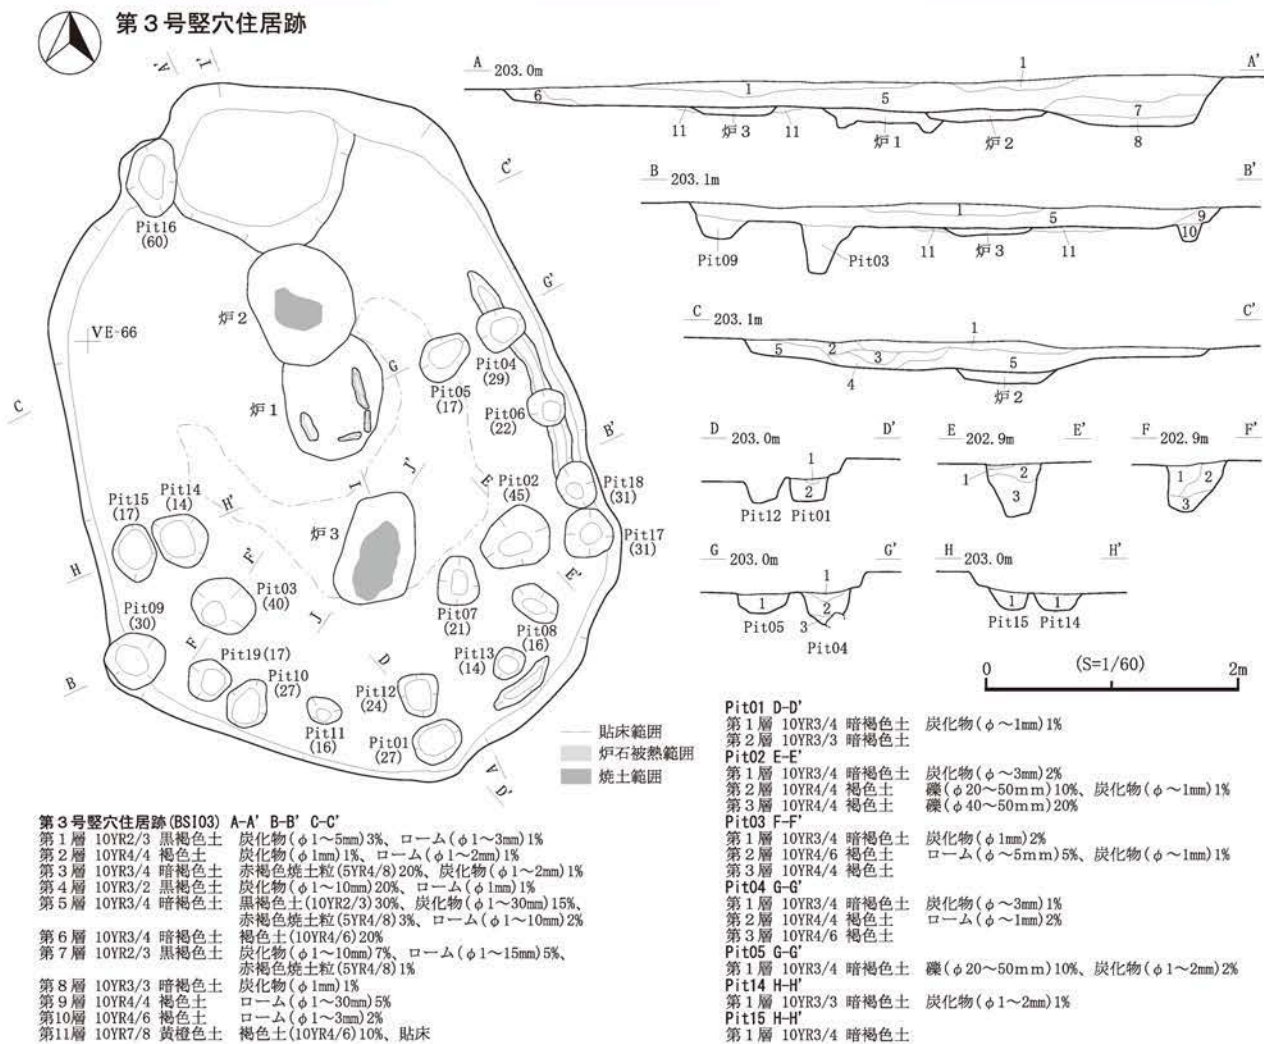 第３号竪穴住居跡
A'
I'
A 203.0m
1
A'
6
1
5
7
11
炉３
11
炉１
炉２
8
C'
B 203.1m
B'
1
5
9
10
Pit09
Pit03
11
炉３
11
Pit16
(60)
G'
C 203.1m
C'
1
5
2
3
5
4
炉２
炉２
VE-66
G
Pit04
(29)
Pit05
(17)
炉１
Pit06
(22)
C
B'
D 203.0m
D'
1
2
Pit12
Pit01
E 202.9m
E'
1
2
3
F 202.9m
F'
1
2
3
I
J'
E
Pit02
(45)
Pit18
(31)
Pit15
(17)
Pit14
(14)
H'
炉３
Pit17
(31)
F'
H
Pit03
(40)
J
E'
G 203.0m
G'
1
1
2
3
Pit05
Pit04
H 203.0m
H'
1
1
Pit15
Pit14
Pit09
(30)
Pit07
(21)
Pit08
(16)
F
Pit19(17)
Pit13
(14)
D
B
Pit10
(27)
Pit12
(24)
Pit11
(16)
Pit01
(27)
A
D'
0
(S=1/60)
2m
貼床範囲
炉石被熱範囲
焼土範囲
第３号竪穴住居跡(BSI03) A-A' B-B' C-C'
第１層 10YR2/3 黒褐色土 炭化物(φ1～5mm)3%、ローム(φ1～3mm)1%
第２層 10YR4/4 褐色土 炭化物(φ1mm)1%、ローム(φ1～2mm)1%
第３層 10YR3/4 暗褐色土 赤褐色焼土粒(5YR4/8)20%、炭化物(φ1～2mm)1%
第４層 10YR3/2 黒褐色土 炭化物(φ1～10mm)20%、ローム(φ1mm)1%
第５層 10YR3/4 暗褐色土 黒褐色土(10YR2/3)30%、炭化物(φ1～30mm)15%、
赤褐色焼土粒(5YR4/8)3%、ローム(φ1～10mm)2%
第６層 10YR3/4 暗褐色土 褐色土(10YR4/6)20%
第７層 10YR2/3 黒褐色土 炭化物(φ1～10mm)7%、ローム(φ1～15mm)5%、
赤褐色焼土粒(5YR4/8)1%
第８層 10YR3/3 暗褐色土 炭化物(φ1mm)1%
第９層 10YR4/4 褐色土 ローム(φ1～30mm)5%
第10層 10YR4/6 褐色土 ローム(φ1～3mm)2%
第11層 10YR7/8 黄橙色土 褐色土(10YR4/6)10%、貼床
Pit01 D-D'
第１層 10YR3/4 暗褐色土 炭化物(φ～1mm)1%
第２層 10YR3/3 暗褐色土
Pit02 E-E'
第１層 10YR3/4 暗褐色土 炭化物(φ～3mm)2%
第２層 10YR4/4 褐色土 礫(φ20～50mm)10%、炭化物(φ～1mm)1%
第３層 10YR4/4 褐色土 礫(φ40～50mm)20%
Pit03 F-F'
第１層 10YR3/4 暗褐色土 炭化物(φ1mm)2%
第２層 10YR4/6 褐色土 ローム(φ～5mm)5%、炭化物(φ～1mm)1%
第３層 10YR4/4 褐色土
Pit04 G-G'
第１層 10YR3/4 暗褐色土 炭化物(φ～3mm)1%
第２層 10YR4/4 褐色土 ローム(φ～1mm)2%
第３層 10YR4/6 褐色土
Pit05 G-G'
第１層 10YR3/4 暗褐色土 礫(φ20～50mm)10%、炭化物(φ1～2mm)2%
Pit14 H-H'
第１層 10YR3/3 暗褐色土 炭化物(φ1～2mm)1%
Pit15 H-H'
第１層 10YR3/4 暗褐色土